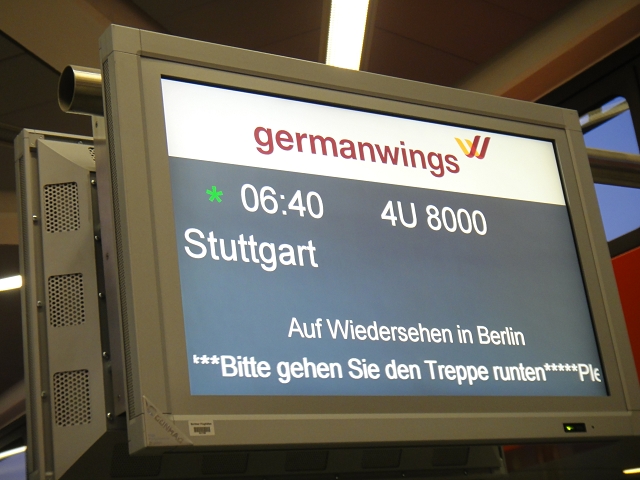 germanwings
* 06:40 4U 8000
Stuttgart
Auf Wiedersehen in Berlin
***Bitte gehen Sie den Treppe runten*****Ple